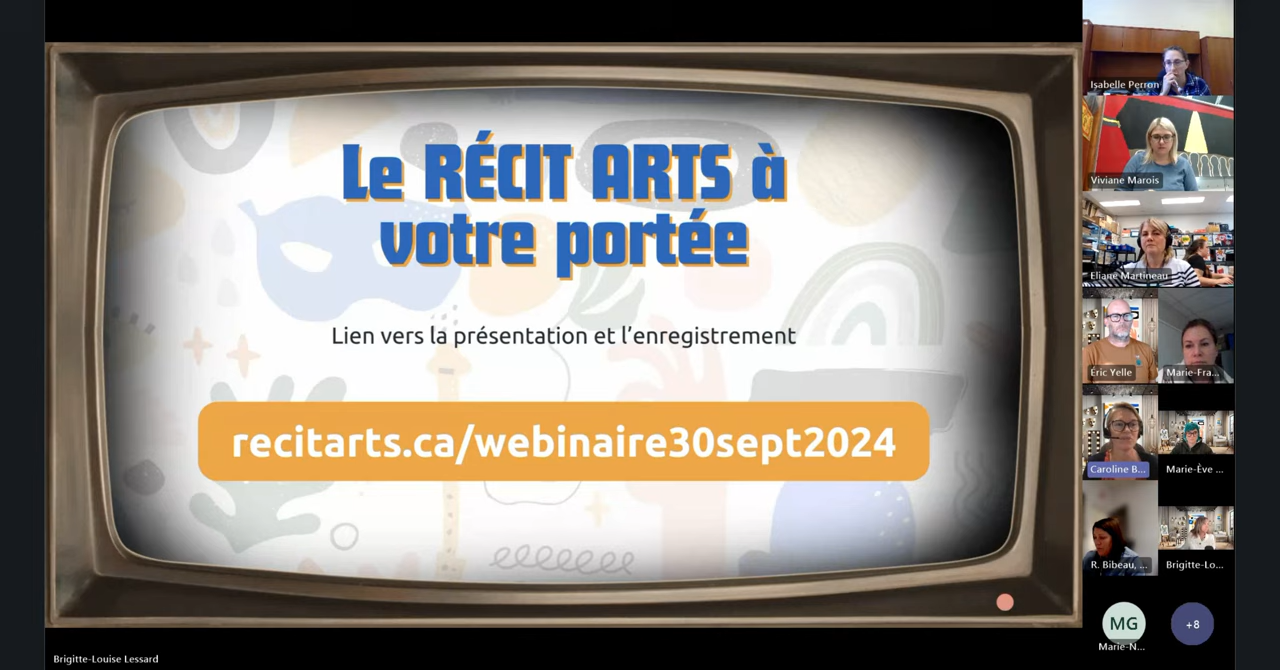 Le RÉCIT ARTS à
votre portée
Lien vers la présentation et l'enregistrement
recitarts.ca/webinaire30sept2024
Isabelle Perron
Viviane Marois
Eliane Martineau
Éric Yelle
Marie-Fra...
Caroline B...
Marie-Ève ...
R. Bibeau, ...
Brigitte-Lo...
MG
Marie-N...
+8
Brigitte-Louise Lessard